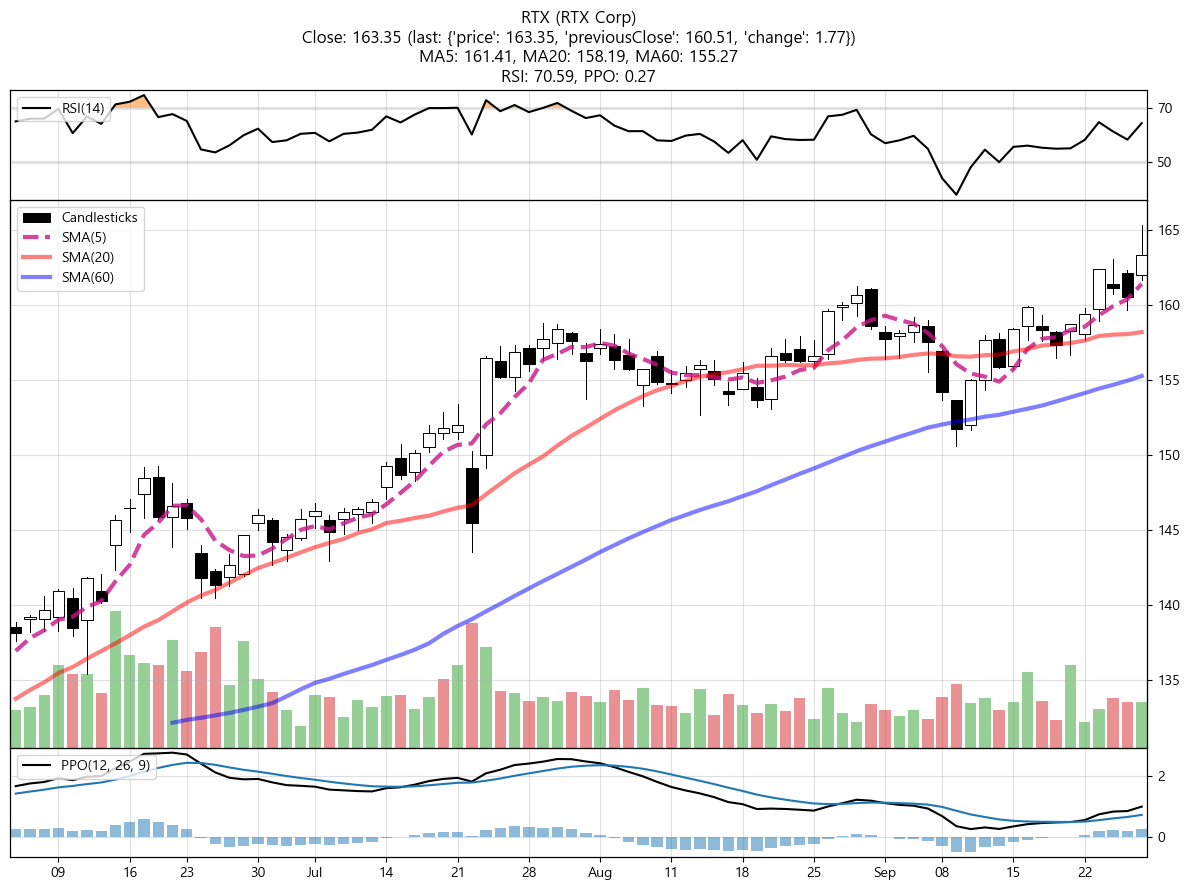 RTX (RTX Corp)
Close: 163.35 (last: {'price': 163.35, 'previousClose': 160.51, 'change': 1.77})
MA5: 161.41, MA20: 158.19, MA60: 155.27
RSI: 70.59, PPO: 0.27
RSI(14)
70
50
Candlesticks
SMA(5)
SMA(20)
SMA(60)
165
160
155
150
145
140
135
PPO(12, 26, 9)
2
0
09 16 23 30 Jul 14 21 28 Aug 11 18 25 Sep 08 15 22